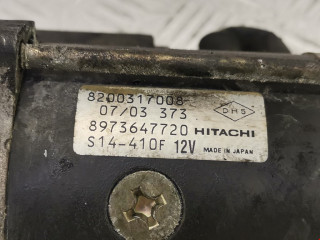 8200317008-
07/03 373
DHS
8973647720 HITACHI
S14-410F 12V MADE IN JAPAN